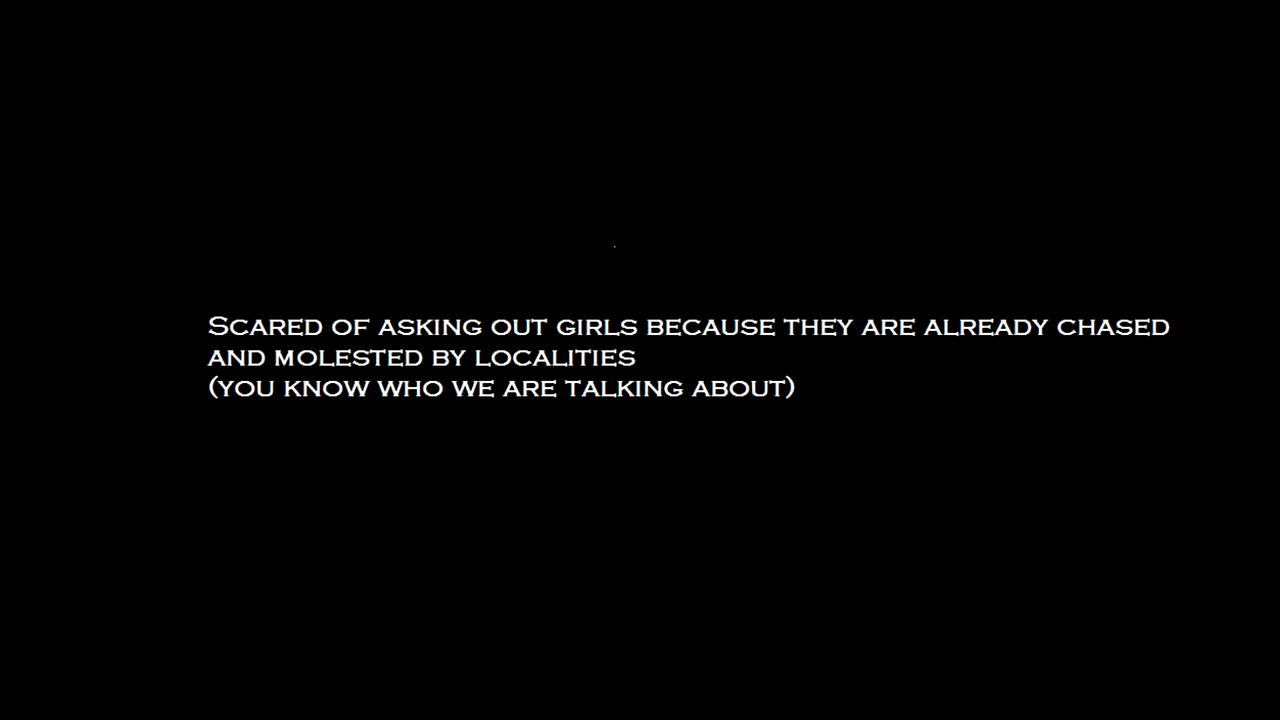 Scared of asking out girls because they are already chased
and molested by localities
(you know who we are talking about)